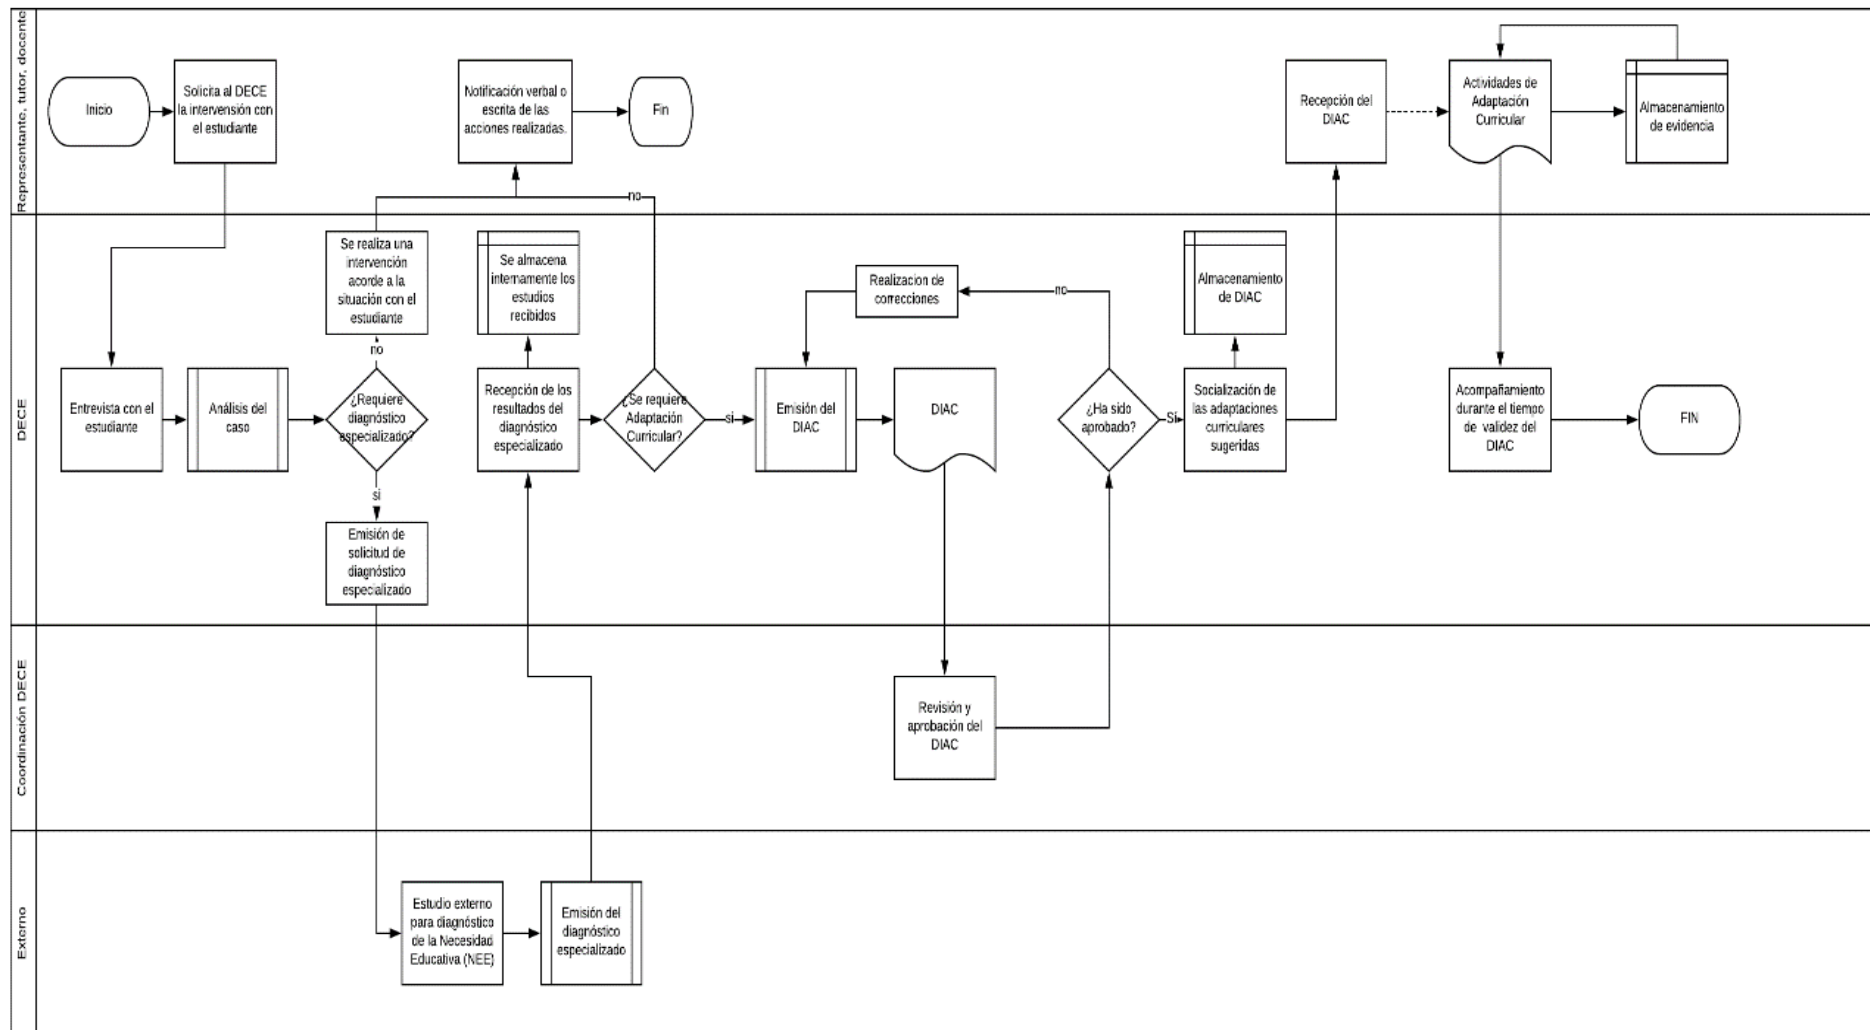 Representante, tutor, docente
Inicio
Solicita al DECE
la intervención con
el estudiante
Notificación verbal o
escrita de las
acciones realizadas.
Fin
no
Recepción del
DIAC
Actividades de
Adaptación
Curricular
Almacenamiento
de evidencia
DECE
Entrevista con el
estudiante
Análisis del
caso
¿Requiere
diagnóstico
especializado?
no
Se realiza una
intervención
acorde a la
situación con el
estudiante
si
Emisión de
solicitud de
diagnóstico
especializado
Se almacena
internamente los
estudios
recibidos
Recepción de los
resultados del
diagnóstico
especializado
¿Se requiere
Adaptación
Curricular?
si
Emisión del
DIAC
Realizacion de
correcciones
no
DIAC
¿Ha sido
aprobado?
Sí
Almacenamiento
de DIAC
Socialización de
las adaptaciones
curriculares
sugeridas
Acompañamiento
durante el tiempo
de validez del
DIAC
FIN
Coordinación DECE
Revisión y
aprobación del
DIAC
Externo
Estudio externo
para diagnóstico
de la Necesidad
Educativa (NEE)
Emisión del
diagnóstico
especializado